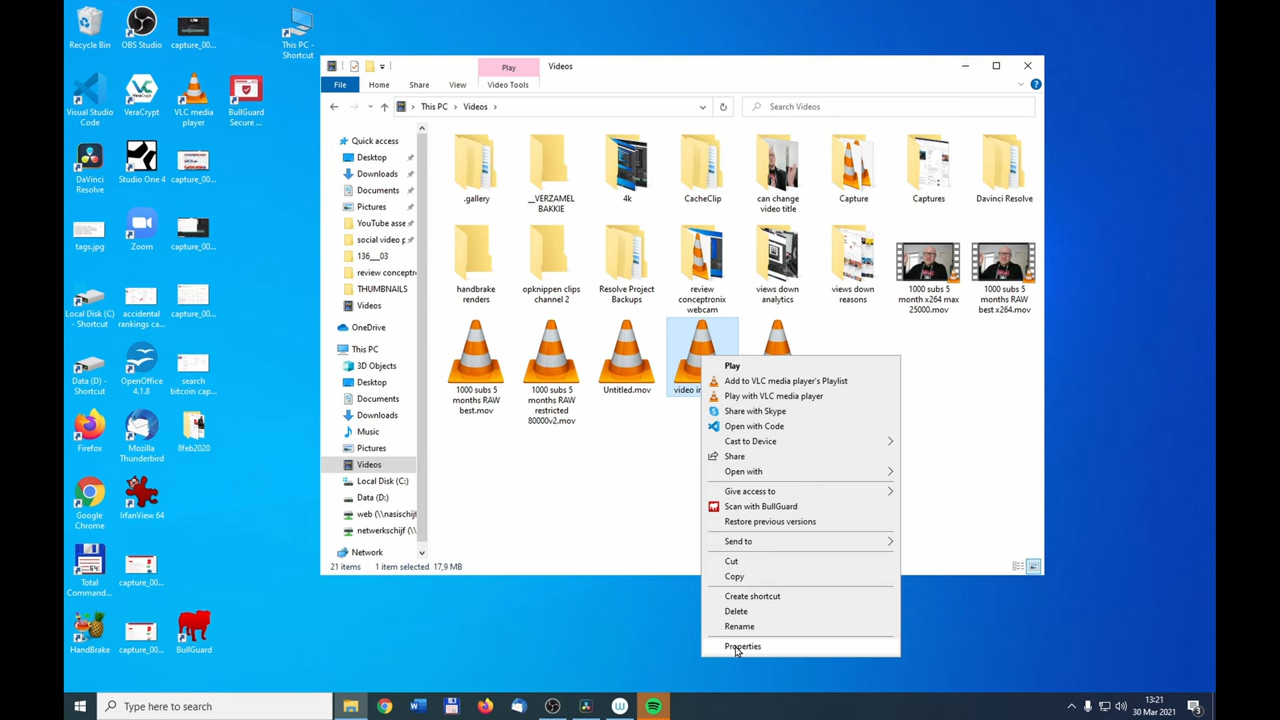 Recycle Bin
OBS Studio
capture_00...
This PC -
Shortcut
Visual Studio
Code
VeraCrypt
VLC media
player
BullGuard
Secure ...
DaVinci
Resolve
Studio One 4
capture_00...
tags.jpg
Zoom
capture_00...
Local Disk (C)
- Shortcut
accidental
rankings ca...
capture_00...
Data (D) -
Shortcut
OpenOffice
4.1.8
search
bitcoin cap...
Firefox
Mozilla
Thunderbird
8feb2020
Google
Chrome
IrfanView 64
Total
Comman...
capture_00...
HandBrake
capture_00...
BullGuard
Play
Videos
File
Home
Share
View
Video Tools
This PC
Videos
Search Videos
Quick access
Desktop
Downloads
Documents
Pictures
YouTube asse
social video p
136__03
review conceptr
THUMBNAILS
Videos
OneDrive
This PC
3D Objects
Desktop
Documents
Downloads
Music
Pictures
Videos
Local Disk (C:)
Data (D:)
web (\\nasischijf
netwerkschijf (\\
Network
.gallery
__VERZAMEL
BAKKIE
4k
CacheClip
can change
video title
Capture
Captures
Davinci Resolve
handbrake
renders
opknippen clips
channel 2
Resolve Project
Backups
review
conceptronix
webcam
views down
analytics
views down
reasons
1000 subs 5
month x264 max
25000.mov
1000 subs 5
months RAW
best x264.mov
1000 subs 5
months RAW
best.mov
1000 subs 5
months RAW
restricted
80000v2.mov
Untitled.mov
video in
Play
Add to VLC media player's Playlist
Play with VLC media player
Share with Skype
Open with Code
Cast to Device
Share
Open with
Give access to
Scan with BullGuard
Restore previous versions
Send to
Cut
Copy
Create shortcut
Delete
Rename
Properties
21 items
1 item selected
17,9 MB
Type here to search
13:21
30 Mar 2021
3